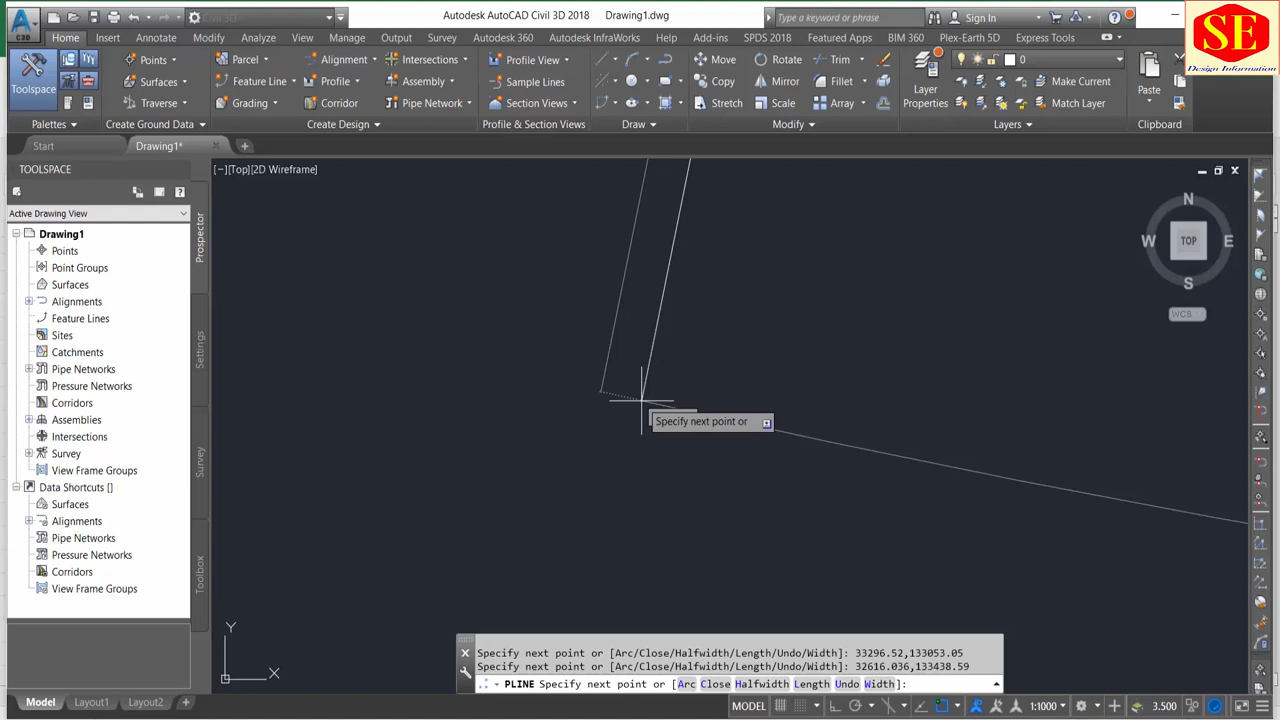 Autodesk AutoCAD Civil 3D 2018 Drawing1.dwg
Type a keyword or phrase
Sign In
SE
Design Information
C3D
Civil 3D
Home Insert Annotate Modify Analyze View Manage Output Survey Autodesk 360 Autodesk InfraWorks Help Add-ins SPDS 2018 Featured Apps BIM 360 Plex-Earth 5D Express Tools
Toolspace
Points
Surfaces
Traverse
Parcel
Feature Line
Grading
Alignment
Profile
Corridor
Intersections
Assembly
Pipe Network
Profile View
Sample Lines
Section Views
Move
Copy
Stretch
Rotate
Mirror
Scale
Trim
Fillet
Array
Layer
Properties
0
Make Current
Match Layer
Paste
Palettes Create Ground Data Create Design Profile & Section Views Draw Modify Layers Clipboard
Start Drawing1*
TOOLSPACE
Active Drawing View
Drawing1
Points
Point Groups
Surfaces
Alignments
Feature Lines
Sites
Catchments
Pipe Networks
Pressure Networks
Corridors
Assemblies
Intersections
Survey
View Frame Groups
Data Shortcuts []
Surfaces
Alignments
Pipe Networks
Pressure Networks
Corridors
View Frame Groups
Prospector
Settings
Survey
Toolbox
[−][Top][2D Wireframe]
N
W TOP E
S
WCS
Specify next point or
Y
X
Specify next point or [Arc/Close/Halfwidth/Length/Undo/Width]: 33296.52,133053.05
Specify next point or [Arc/Close/Halfwidth/Length/Undo/Width]: 32616.036,133438.59
PLINE Specify next point or [Arc Close Halfwidth Length Undo Width]:
Model Layout1 Layout2 +
MODEL 1:1000 3.500